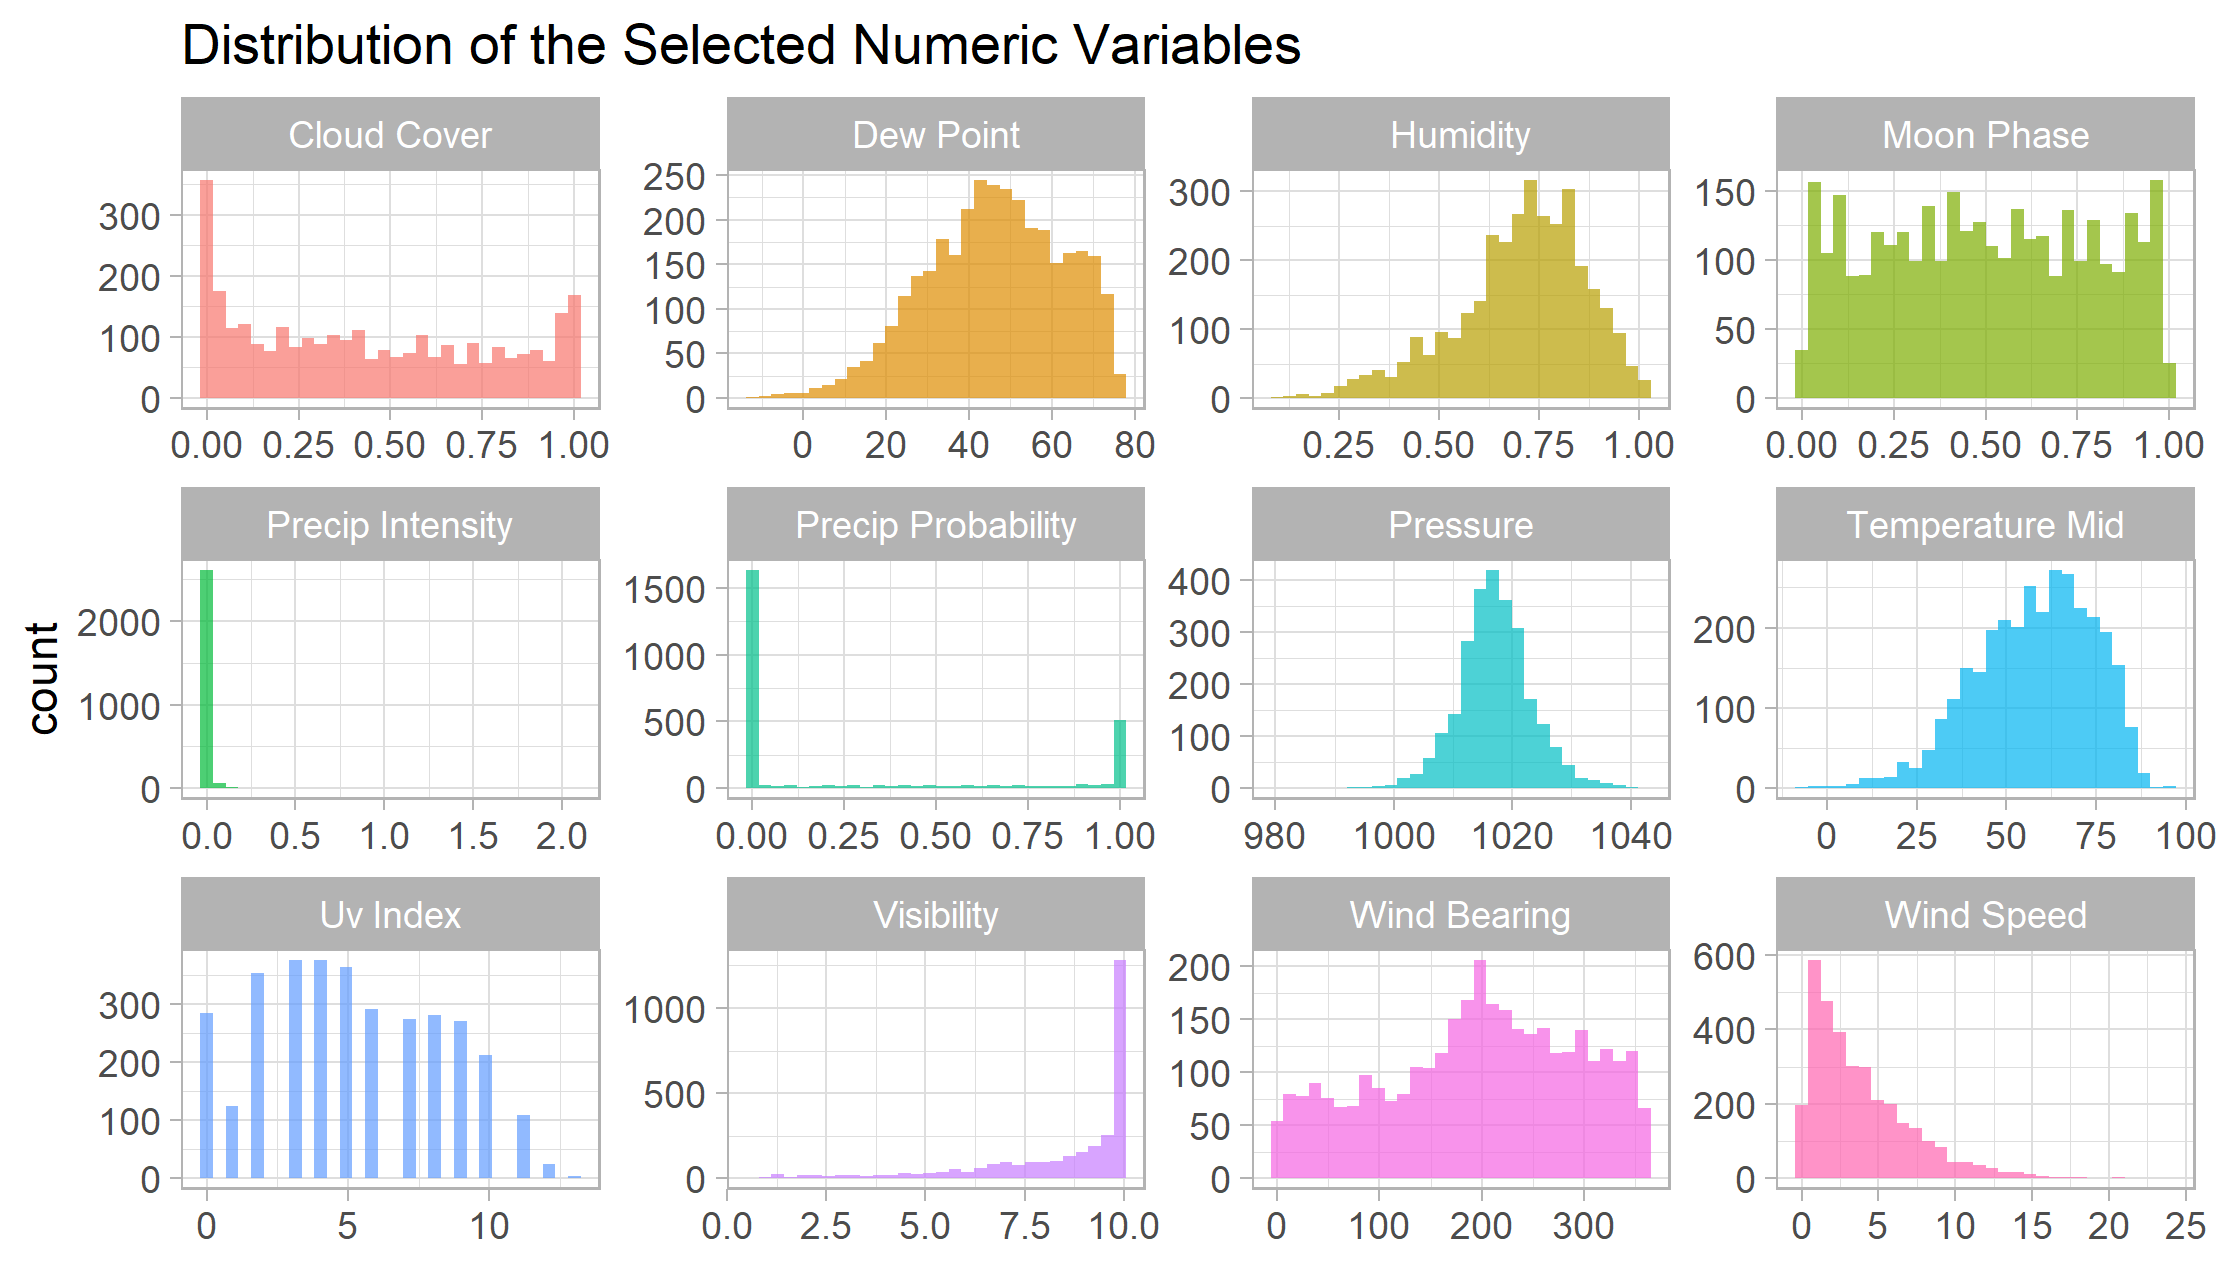 Distribution of the Selected Numeric Variables
Cloud Cover
300
200
100
0
0.00 0.25 0.50 0.75 1.00
Dew Point
250
200
150
100
50
0
0 20 40 60 80
Humidity
300
200
100
0
0.25 0.50 0.75 1.00
Moon Phase
150
100
50
0
0.00 0.25 0.50 0.75 1.00
count
Precip Intensity
2000
1000
0
0.0 0.5 1.0 1.5 2.0
Precip Probability
1500
1000
500
0
0.00 0.25 0.50 0.75 1.00
Pressure
400
300
200
100
0
980 1000 1020 1040
Temperature Mid
200
100
0
0 25 50 75 100
Uv Index
300
200
100
0
0 5 10
Visibility
1000
500
0
0.0 2.5 5.0 7.5 10.0
Wind Bearing
200
150
100
50
0
0 100 200 300
Wind Speed
600
400
200
0
0 5 10 15 20 25